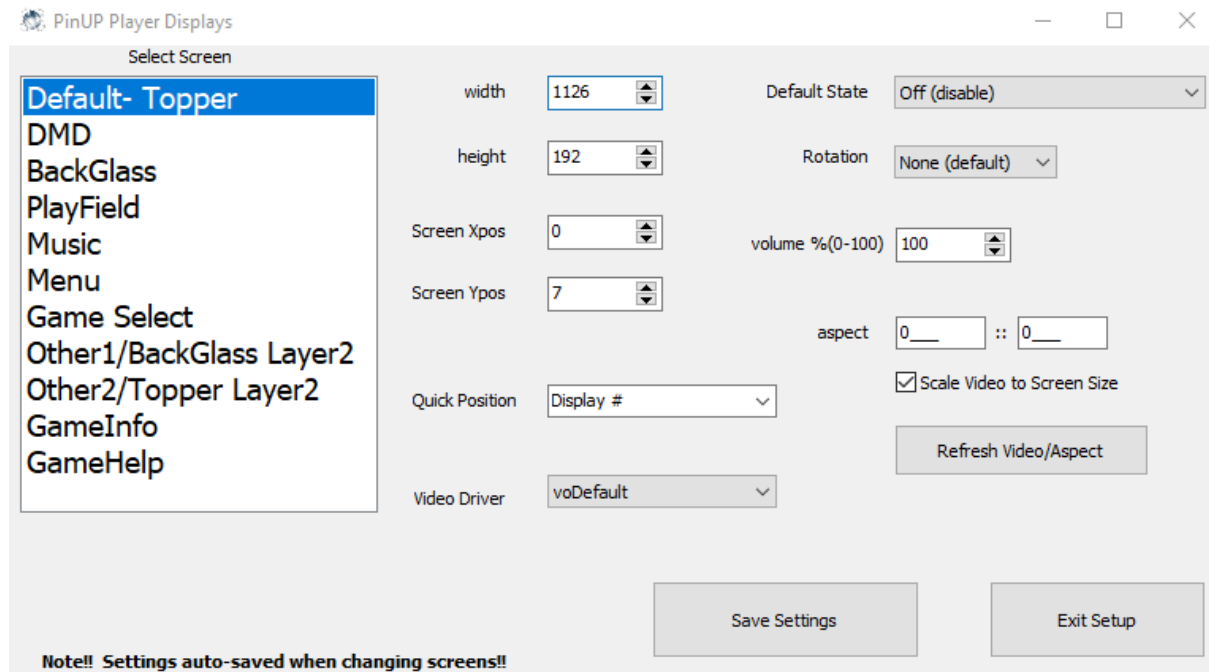 PinUP Player Displays
Select Screen
Default- Topper
DMD
BackGlass
PlayField
Music
Menu
Game Select
Other1/BackGlass Layer2
Other2/Topper Layer2
GameInfo
GameHelp
width 1126
height 192
Screen Xpos 0
Screen Ypos 7
Quick Position Display #
Video Driver voDefault
Default State Off (disable)
Rotation None (default)
volume %(0-100) 100
aspect 0___ :: 0___
Scale Video to Screen Size
Refresh Video/Aspect
Save Settings
Exit Setup
Note!! Settings auto-saved when changing screens!!